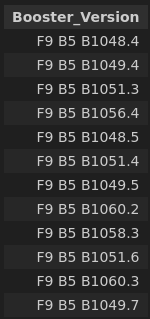 Booster_Version
F9 B5 B1048.4
F9 B5 B1049.4
F9 B5 B1051.3
F9 B5 B1056.4
F9 B5 B1048.5
F9 B5 B1051.4
F9 B5 B1049.5
F9 B5 B1060.2
F9 B5 B1058.3
F9 B5 B1051.6
F9 B5 B1060.3
F9 B5 B1049.7